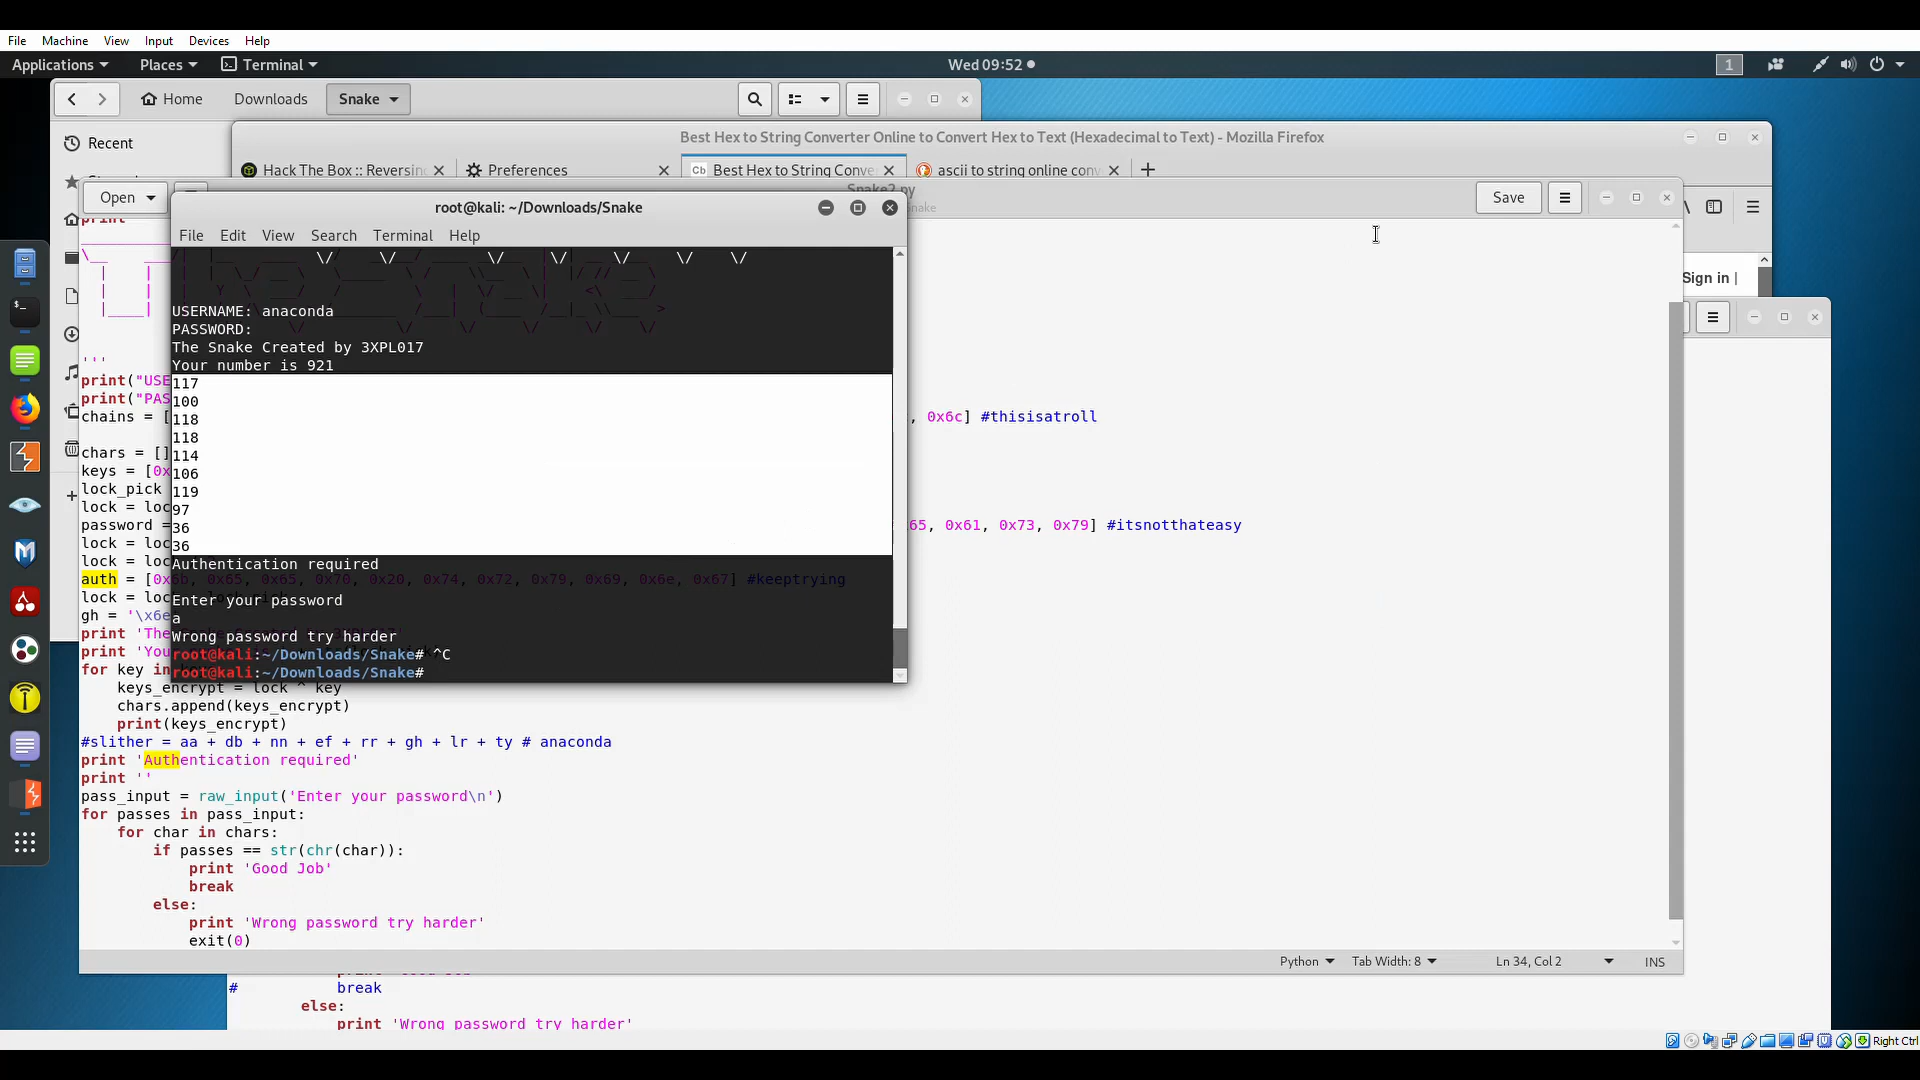 File Machine View Input Devices Help
Applications Places Terminal Wed 09:52 1
Home Downloads Snake
Recent
Best Hex to String Converter Online to Convert Hex to Text (Hexadecimal to Text) - Mozilla Firefox
Hack The Box :: Reversing Preferences Cb Best Hex to String Conve ascii to string online con
Snake2.py
Open Save
root@kali: ~/Downloads/Snake
File Edit View Search Terminal Help
Sign in |
USERNAME: anaconda
PASSWORD:
The Snake Created by 3XPL017
Your number is 921
117
100
118
118
114
106
119
97
36
36
Authentication required
Enter your password
a
Wrong password try harder
root@kali:~/Downloads/Snake# ^C
root@kali:~/Downloads/Snake#
print
'''
print("USE
print("PAS
chains = [ , 0x6c] #thisisatroll
chars = []
keys = [0x
lock_pick
lock = loc
password = 65, 0x61, 0x73, 0x79] #itsnotthateasy
lock = loc
lock = loc
auth = [0x6b, 0x65, 0x65, 0x70, 0x20, 0x74, 0x72, 0x79, 0x69, 0x6e, 0x67] #keeptrying
lock = loc
gh = '\x6e
print 'The
print 'You
for key in
keys_encrypt = lock ^ key
chars.append(keys_encrypt)
print(keys_encrypt)
#slither = aa + db + nn + ef + rr + gh + lr + ty # anaconda
print 'Authentication required'
print ''
pass_input = raw_input('Enter your password\n')
for passes in pass_input:
for char in chars:
if passes == str(chr(char)):
print 'Good Job'
break
else:
print 'Wrong password try harder'
exit(0)
Python Tab Width: 8 Ln 34, Col 2 INS
# break
else:
print 'Wrong password try harder'
Right Ctrl